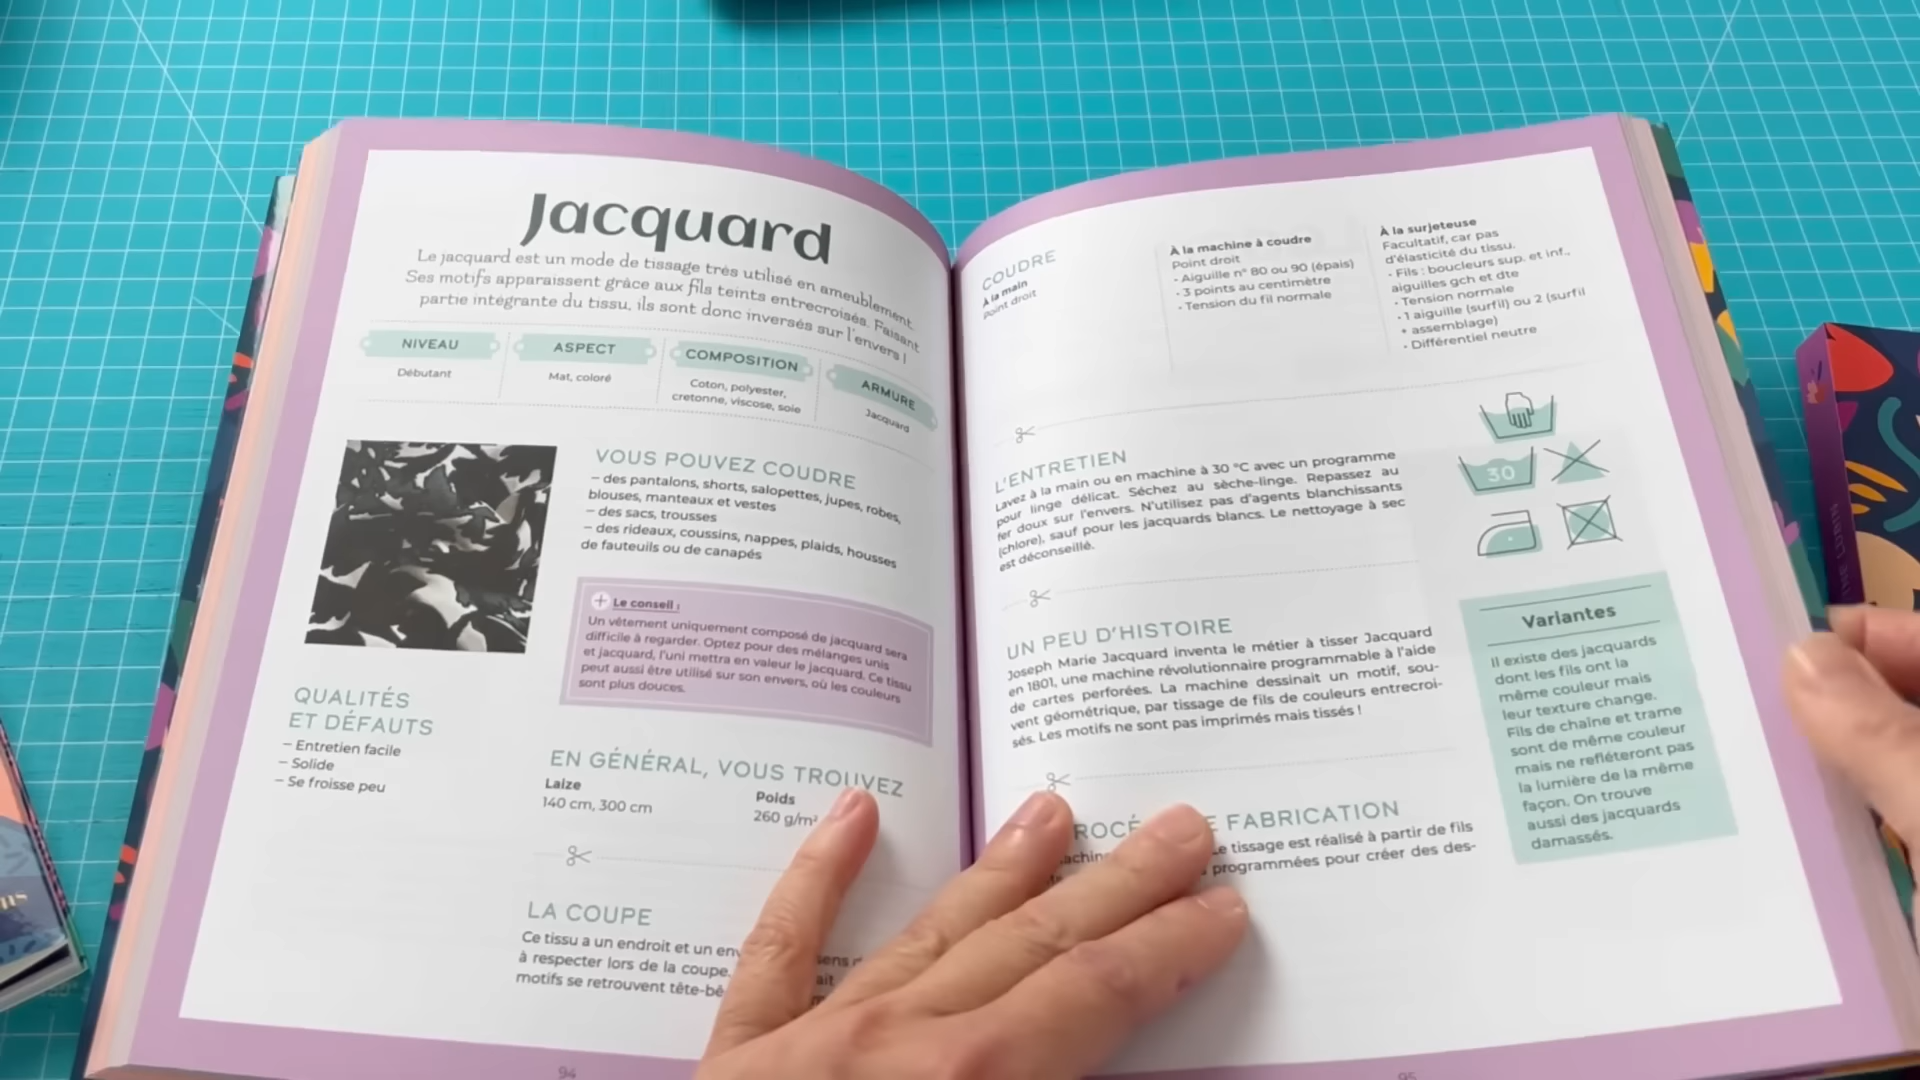 Jacquard
Le jacquard est un mode de tissage très utilisé en ameublement.
Ses motifs apparaissent grâce aux fils teints entrecroisés. Faisant
partie intégrante du tissu, ils sont donc inversés sur l'envers !
NIVEAU
Débutant
ASPECT
Mat, coloré
COMPOSITION
Coton, polyester,
cretonne, viscose, soie
ARMURE
Jacquard
VOUS POUVEZ COUDRE
– des pantalons, shorts, salopettes, jupes, robes,
blouses, manteaux et vestes
– des sacs, trousses
– des rideaux, coussins, nappes, plaids, housses
de fauteuils ou de canapés
+ Le conseil :
Un vêtement uniquement composé de jacquard sera
difficile à regarder. Optez pour des mélanges unis
et jacquard, l'uni mettra en valeur le jacquard. Ce tissu
peut aussi être utilisé sur son envers, où les couleurs
sont plus douces.
QUALITÉS
ET DÉFAUTS
– Entretien facile
– Solide
– Se froisse peu
EN GÉNÉRAL, VOUS TROUVEZ
Laize
140 cm, 300 cm
Poids
260 g/m²
LA COUPE
Ce tissu a un endroit et un
à respecter lors de la coupe.
motifs se retrouvent
94
COUDRE
À la main
Point droit
À la machine à coudre
Point droit
• Aiguille n° 80 ou 90 (épais)
• 3 points au centimètre
• Tension du fil normale
À la surjeteuse
Facultatif, car pas
d'élasticité du tissu.
• Fils : boucleurs sup. et inf.,
aiguilles gch et dte
• Tension normale
• 1 aiguille (surfil) ou 2 (surfil
+ assemblage)
• Différentiel neutre
L'ENTRETIEN
Lavez à la main ou en machine à 30 °C avec un programme
pour linge délicat. Séchez au sèche-linge. Repassez au
fer doux sur l'envers. N'utilisez pas d'agents blanchissants
(chlore), sauf pour les jacquards blancs. Le nettoyage à sec
est déconseillé.
30
UN PEU D'HISTOIRE
Joseph Marie Jacquard inventa le métier à tisser Jacquard
en 1801, une machine révolutionnaire programmable à l'aide
de cartes perforées. La machine dessinait un motif, sou-
vent géométrique, par tissage de fils de couleurs entrecroi-
sés. Les motifs ne sont pas imprimés mais tissés !
FABRICATION
tissage est réalisé à partir de fils
programmées pour créer des des-
Variantes
Il existe des jacquards
dont les fils ont la
même couleur mais
leur texture change.
Fils de chaîne et trame
sont de même couleur
mais ne refléteront pas
la lumière de la même
façon. On trouve
aussi des jacquards
damassés.
95